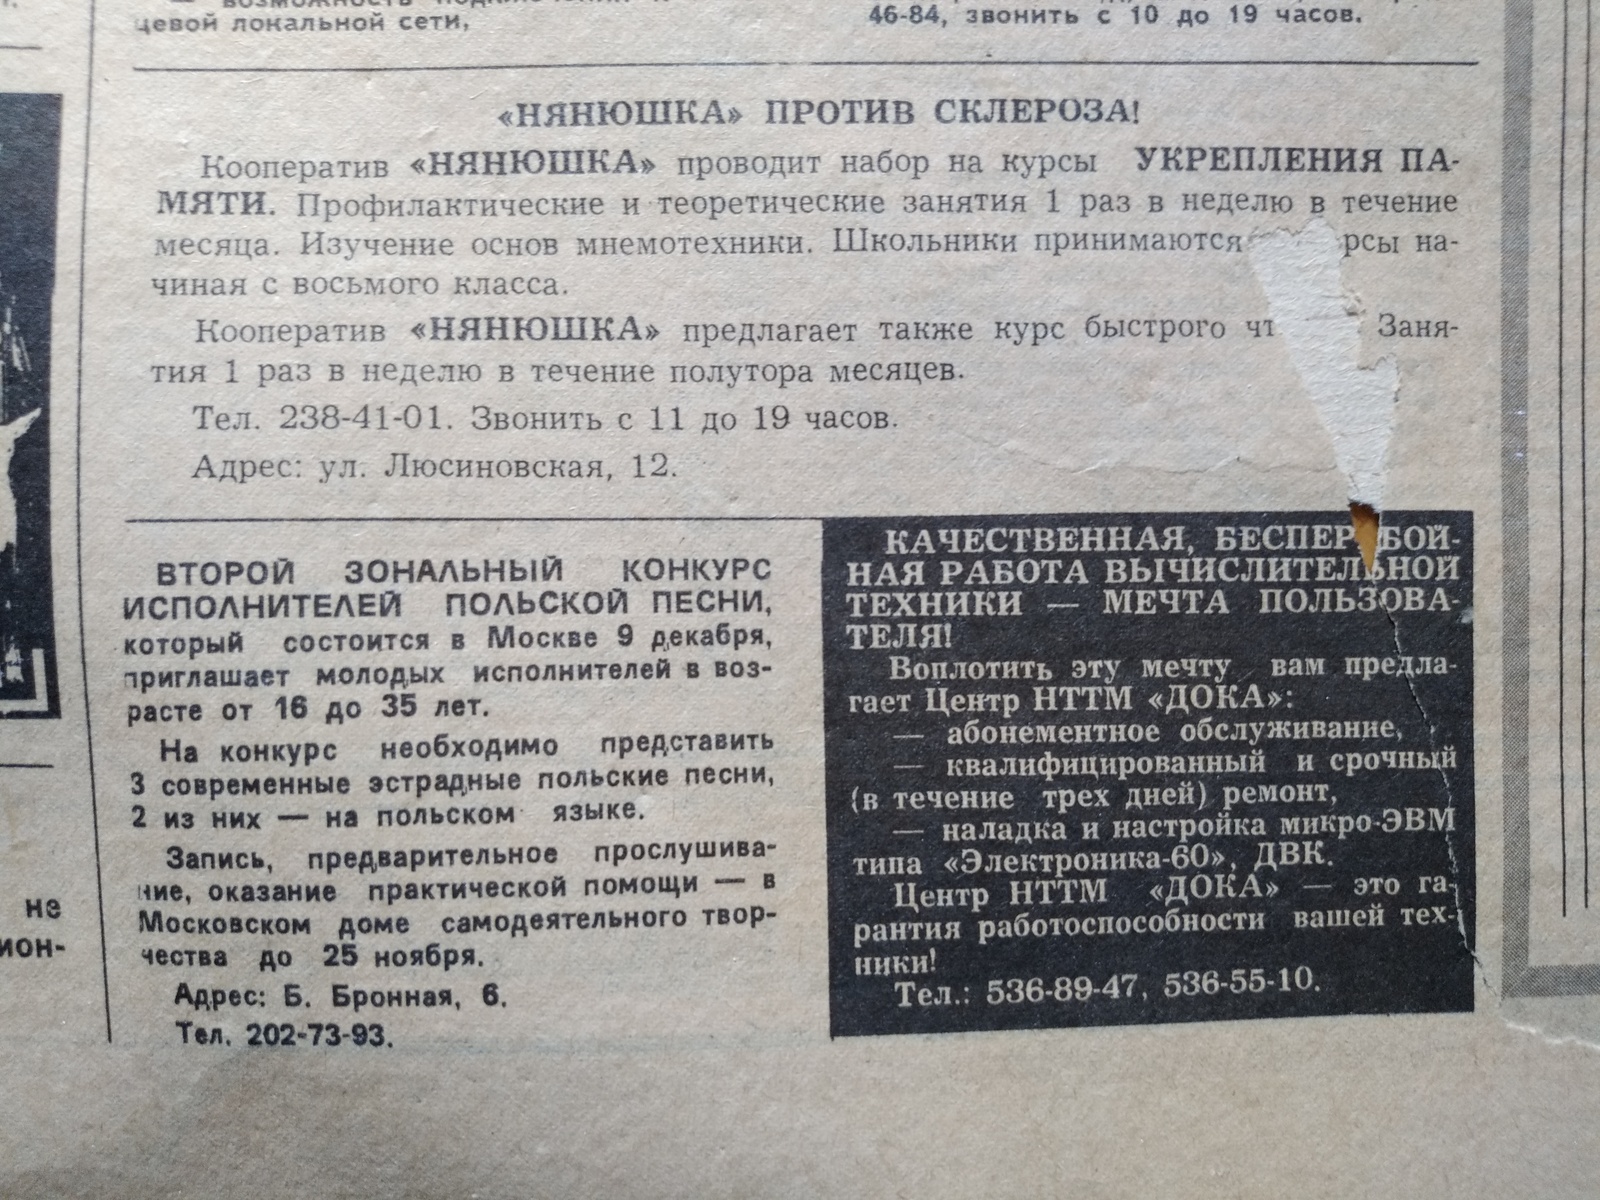 цевой локальной сети,
46-84, звонить с 10 до 19 часов.
«НЯНЮШКА» ПРОТИВ СКЛЕРОЗА!
Кооператив «НЯНЮШКА» проводит набор на курсы УКРЕПЛЕНИЯ ПА-
МЯТИ. Профилактические и теоретические занятия 1 раз в неделю в течение
месяца. Изучение основ мнемотехники. Школьники принимаются рсы на-
чиная с восьмого класса.
Кооператив «НЯНЮШКА» предлагает также курс быстрого чт Заня-
тия 1 раз в неделю в течение полутора месяцев.
Тел. 238-41-01. Звонить с 11 до 19 часов.
Адрес: ул. Люсиновская, 12.
ВТОРОЙ ЗОНАЛЬНЫЙ КОНКУРС
ИСПОЛНИТЕЛЕЙ ПОЛЬСКОЙ ПЕСНИ,
который состоится в Москве 9 декабря,
приглашает молодых исполнителей в воз-
расте от 16 до 35 лет.
На конкурс необходимо представить
3 современные эстрадные польские песни,
2 из них — на польском языке.
Запись, предварительное прослушива-
ние, оказание практической помощи — в
Московском доме самодеятельного твор-
чества до 25 ноября.
Адрес: Б. Бронная, 6.
Тел. 202-73-93.
КАЧЕСТВЕННАЯ, БЕСПЕРЕБОЙ-
НАЯ РАБОТА ВЫЧИСЛИТЕЛЬНОЙ
ТЕХНИКИ — МЕЧТА ПОЛЬЗОВА-
ТЕЛЯ!
Воплотить эту мечту вам предла-
гает Центр НТТМ «ДОКА»:
— абонементное обслуживание,
— квалифицированный и срочный
(в течение трех дней) ремонт,
— наладка и настройка микро-ЭВМ
типа «Электроника-60», ДВК.
Центр НТТМ «ДОКА» — это га-
рантия работоспособности вашей тех-
ники!
Тел.: 536-89-47, 536-55-10.
не
ион-